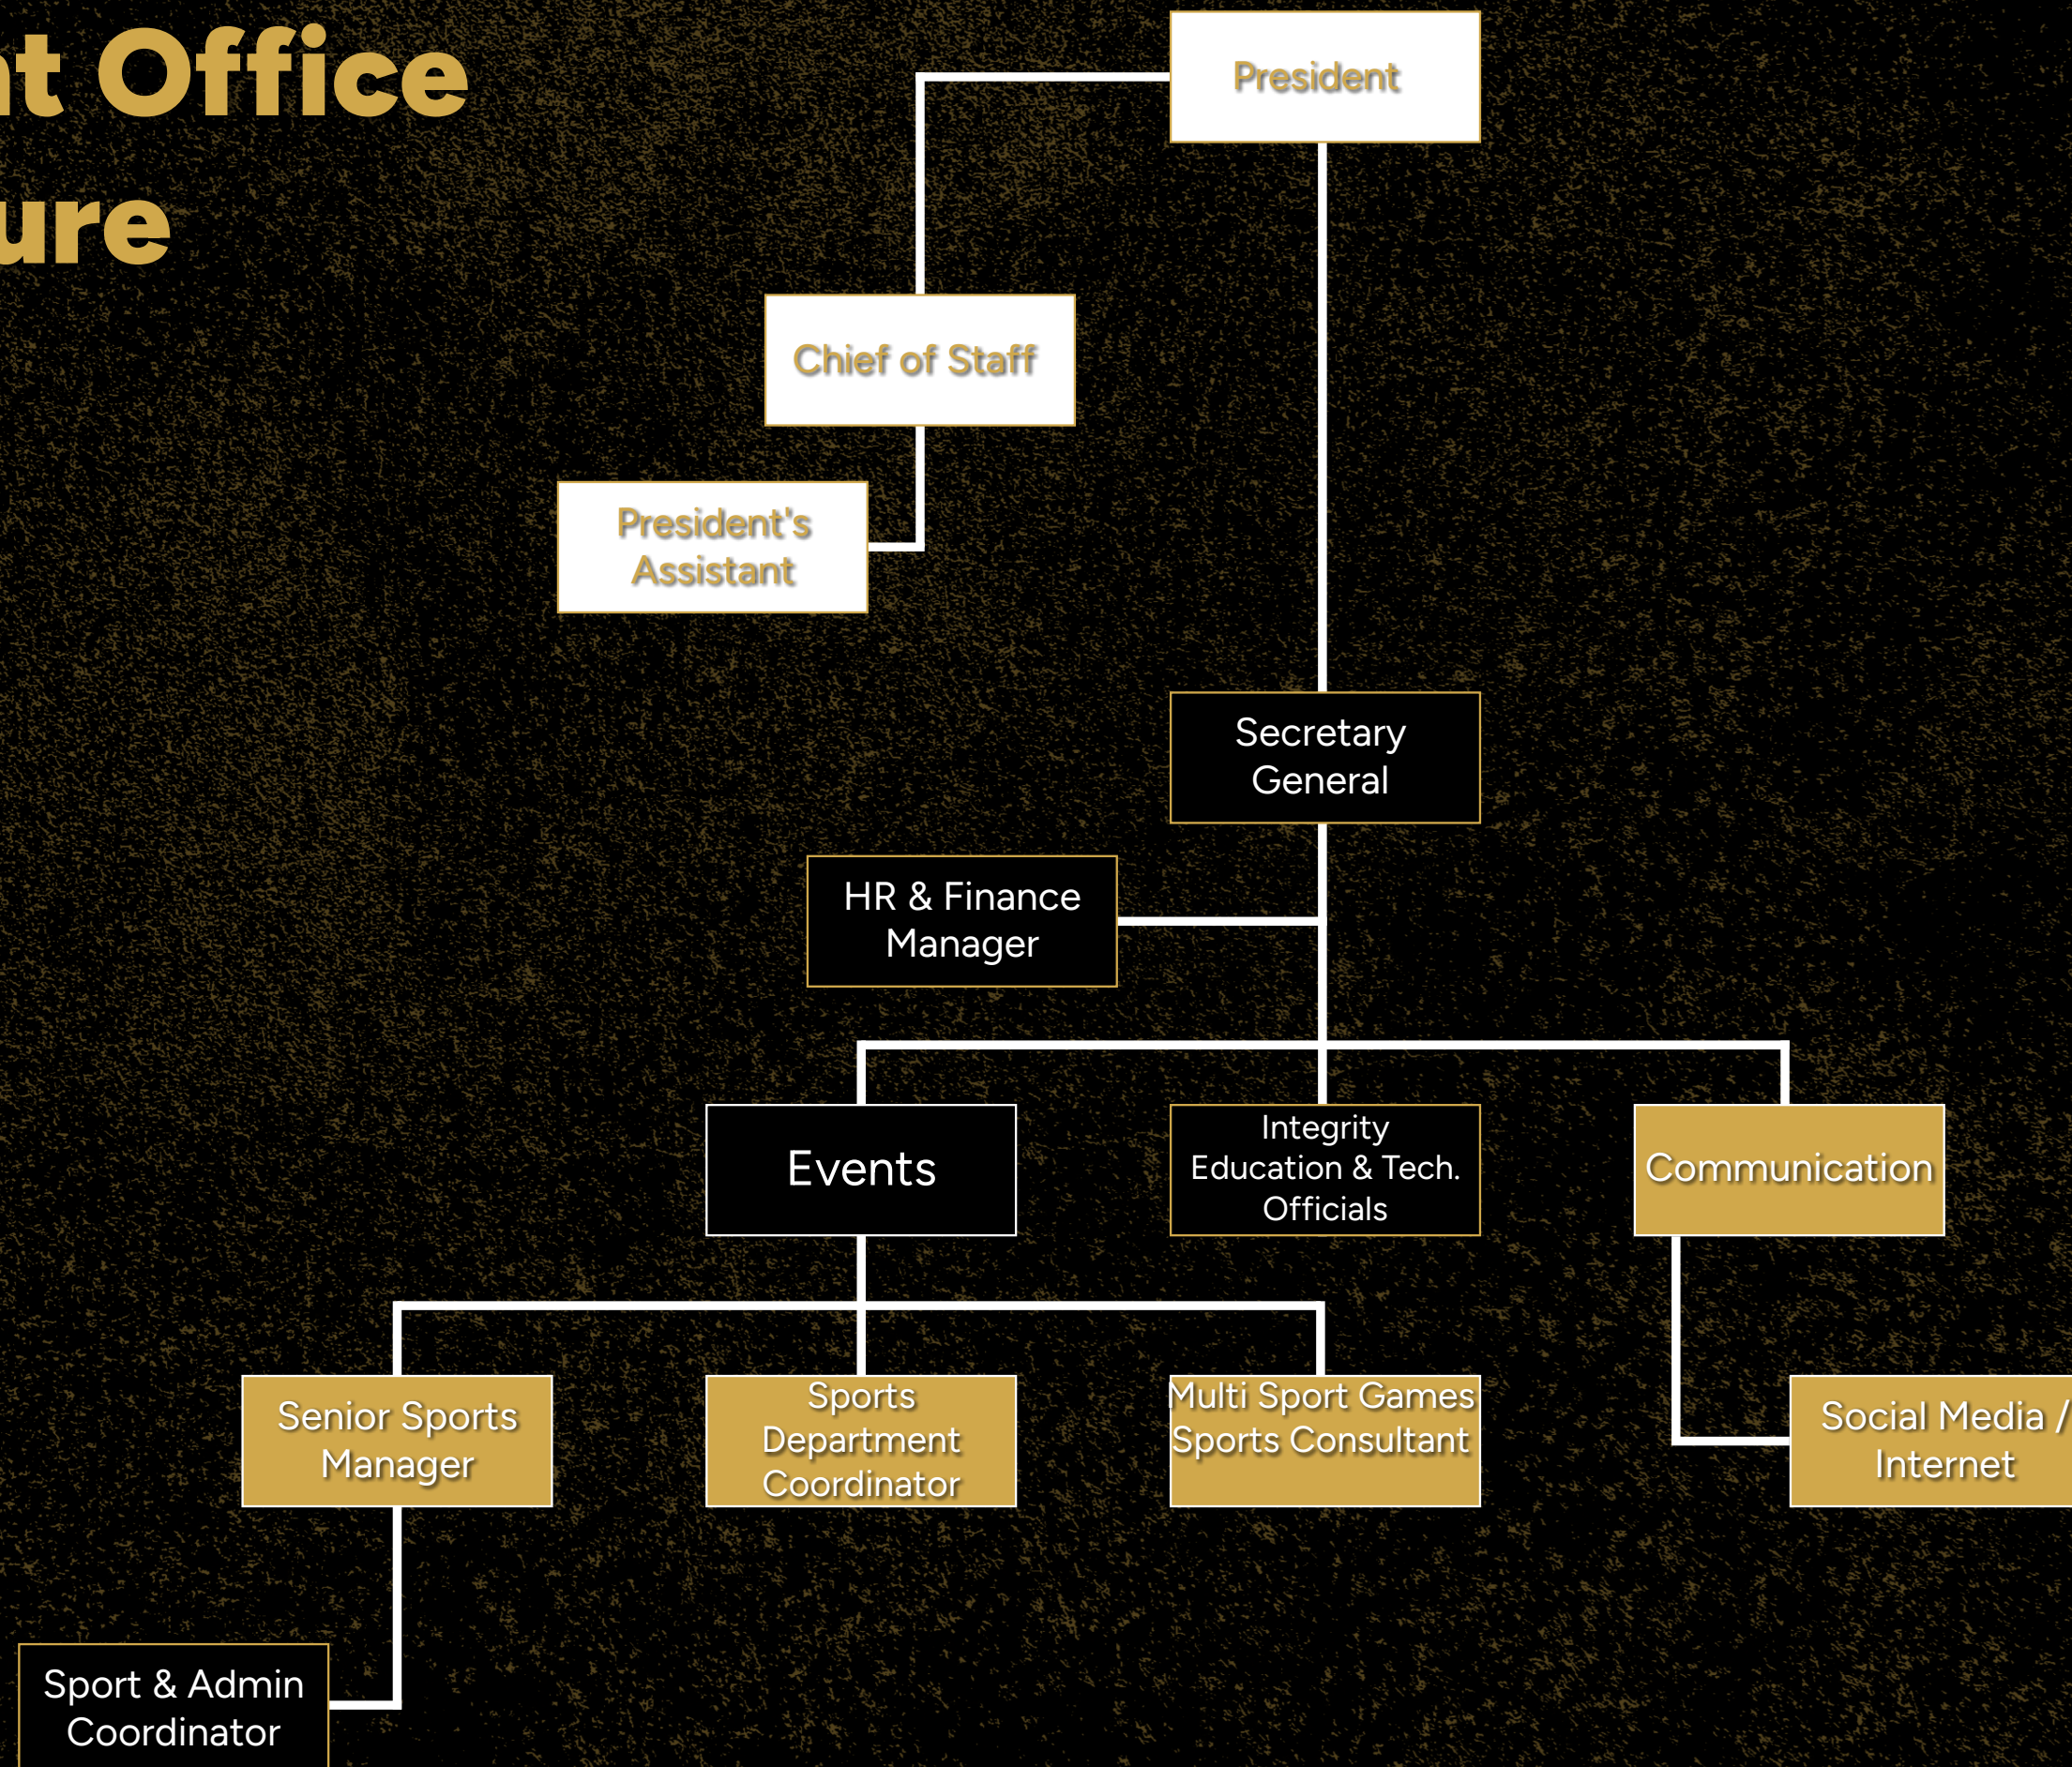 nt Office
ure
President
Chief of Staff
President's
Assistant
Secretary
General
HR & Finance
Manager
Events
Integrity
Education & Tech.
Officials
Communication
Senior Sports
Manager
Sports
Department
Coordinator
Multi Sport Games
Sports Consultant
Social Media /
Internet
Sport & Admin
Coordinator